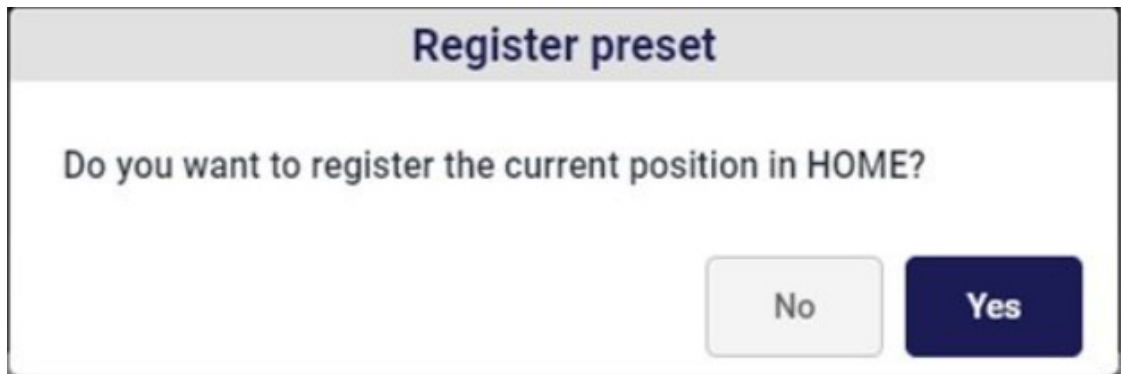 Register preset
Do you want to register the current position in HOME?
No
Yes